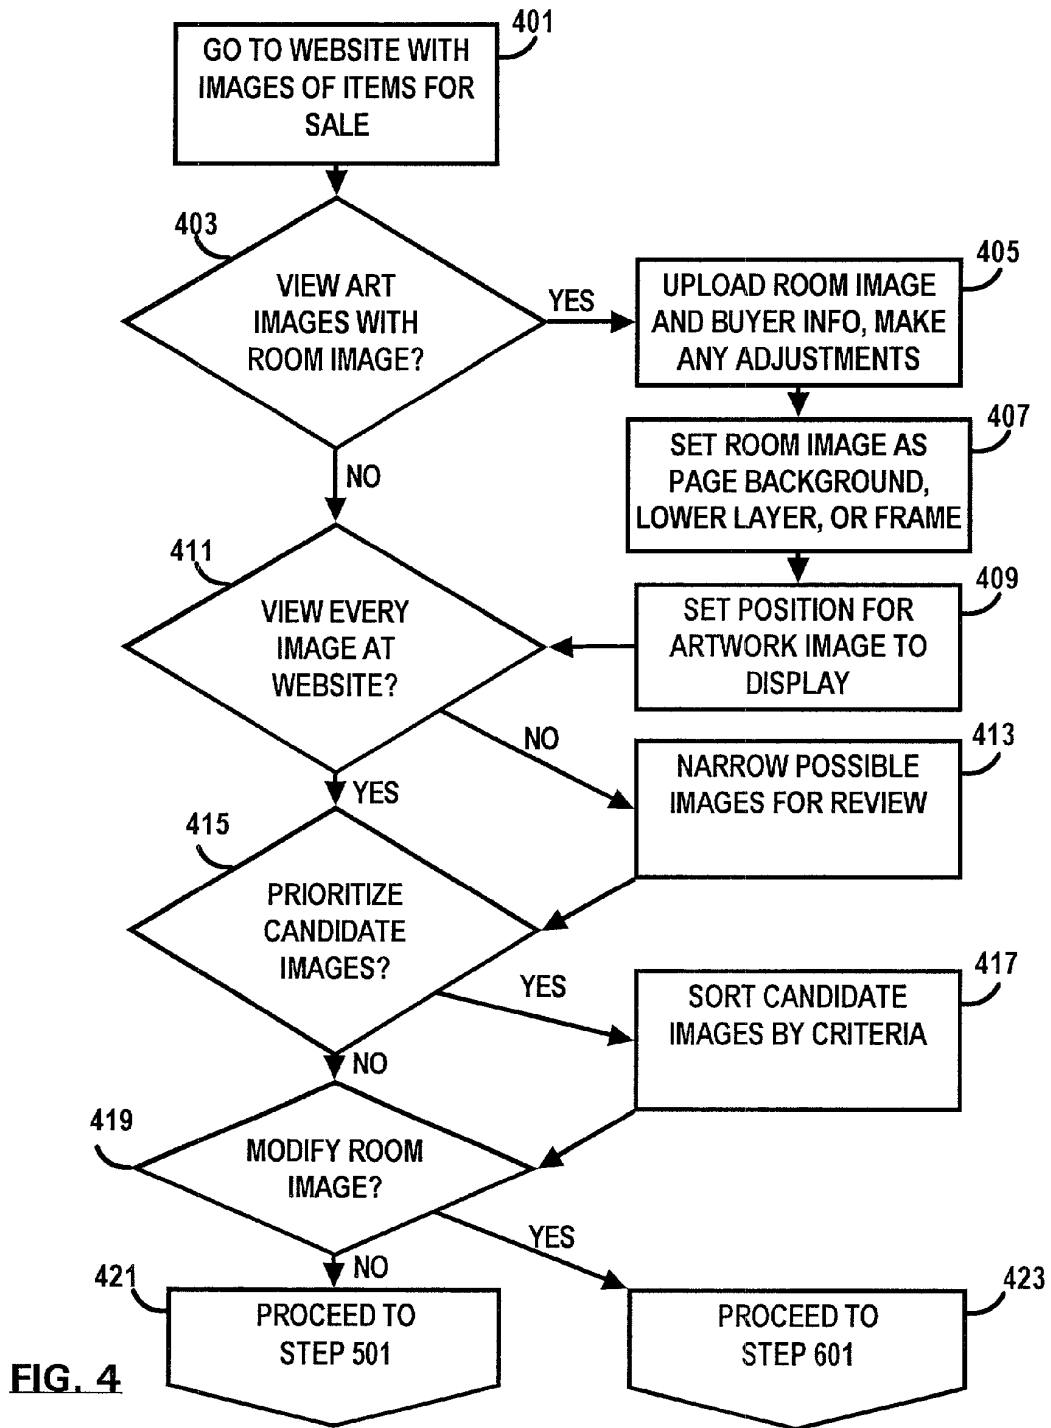 401
GO TO WEBSITE WITH
IMAGES OF ITEMS FOR
SALE
403
VIEW ART
IMAGES WITH
ROOM IMAGE?
YES
405
UPLOAD ROOM IMAGE
AND BUYER INFO, MAKE
ANY ADJUSTMENTS
407
SET ROOM IMAGE AS
PAGE BACKGROUND,
LOWER LAYER, OR FRAME
NO
409
SET POSITION FOR
ARTWORK IMAGE TO
DISPLAY
411
VIEW EVERY
IMAGE AT
WEBSITE?
NO
413
NARROW POSSIBLE
IMAGES FOR REVIEW
YES
415
PRIORITIZE
CANDIDATE
IMAGES?
YES
417
SORT CANDIDATE
IMAGES BY CRITERIA
NO
419
MODIFY ROOM
IMAGE?
YES
NO
421
PROCEED TO
STEP 501
423
PROCEED TO
STEP 601
FIG. 4